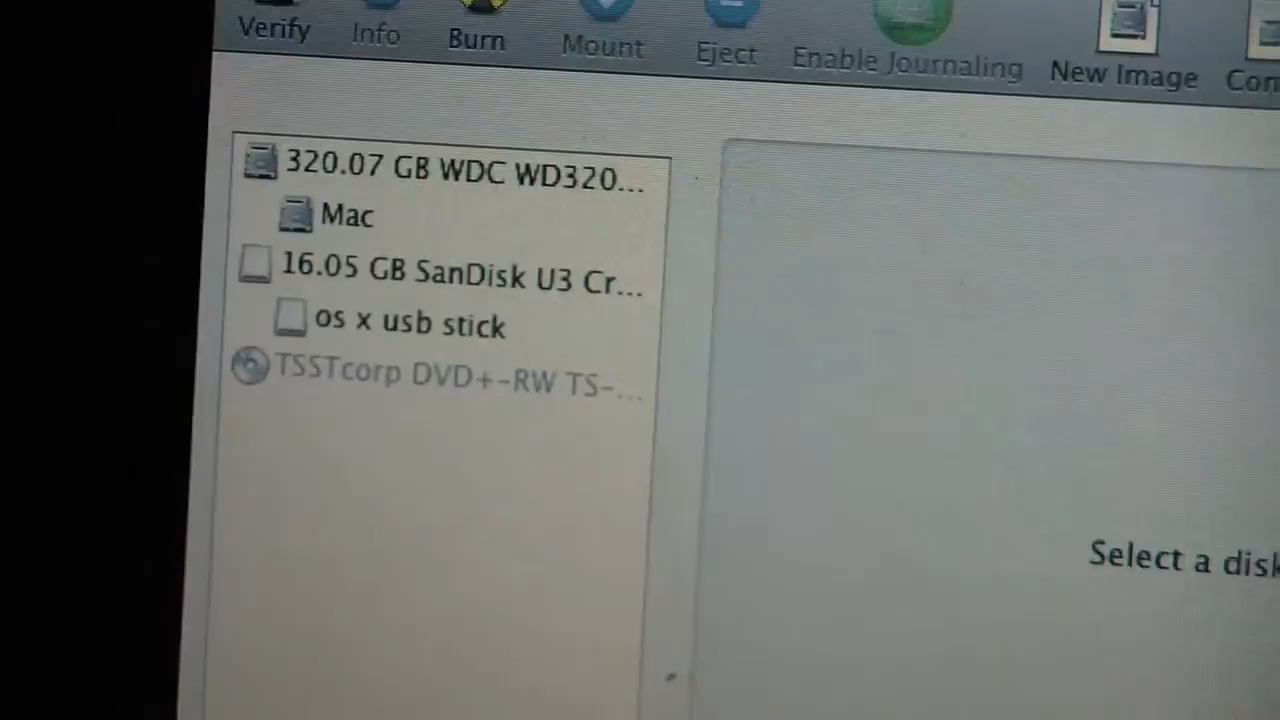 Verify Info Burn Mount Eject Enable Journaling New Image Con
320.07 GB WDC WD320...
Mac
16.05 GB SanDisk U3 Cr...
os x usb stick
TSSTcorp DVD+-RW TS-...
Select a disk